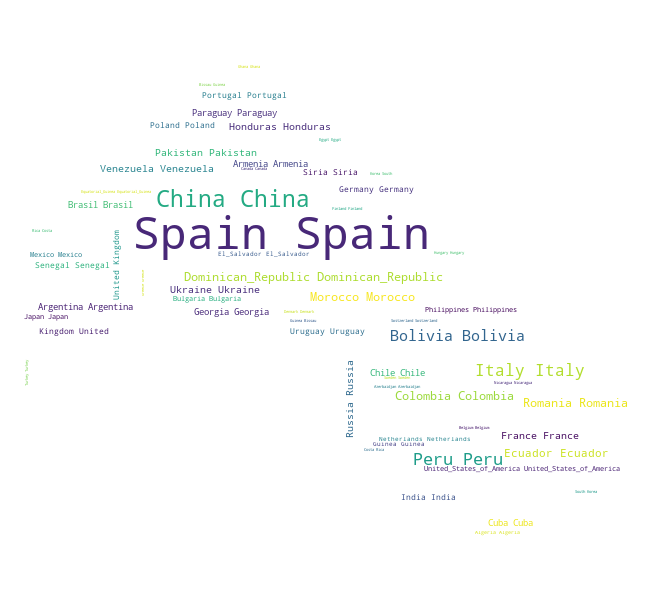 Ghana Ghana
Bissau Guinea
Portugal Portugal
Paraguay Paraguay
Poland Poland
Honduras Honduras
Egypt Egypt
Pakistan Pakistan
Armenia Armenia
Venezuela Venezuela
Canada Canada
Siria Siria
Korea South
Germany Germany
China China
Brasil Brasil
Finland Finland
Spain Spain
Rica Costa
United Kingdom
El_Salvador El_Salvador
Hungary Hungary
Mexico Mexico
Senegal Senegal
Dominican_Republic Dominican_Republic
Ukraine Ukraine
Morocco Morocco
Bulgaria Bulgaria
Argentina Argentina
Georgia Georgia
Philippines Philippines
Japan Japan
Guinea Bissau
Switzerland Switzerland
Kingdom United
Uruguay Uruguay
Bolivia Bolivia
Turkey Turkey
Russia Russia
Chile Chile
Italy Italy
Nicaragua Nicaragua
Azerbaijan Azerbaijan
Colombia Colombia
Romania Romania
Belgium Belgium
France France
Netherlands Netherlands
Guinea Guinea
Costa Rica
Ecuador Ecuador
Peru Peru
United_States_of_America United_States_of_America
South Korea
India India
Cuba Cuba
Algeria Algeria